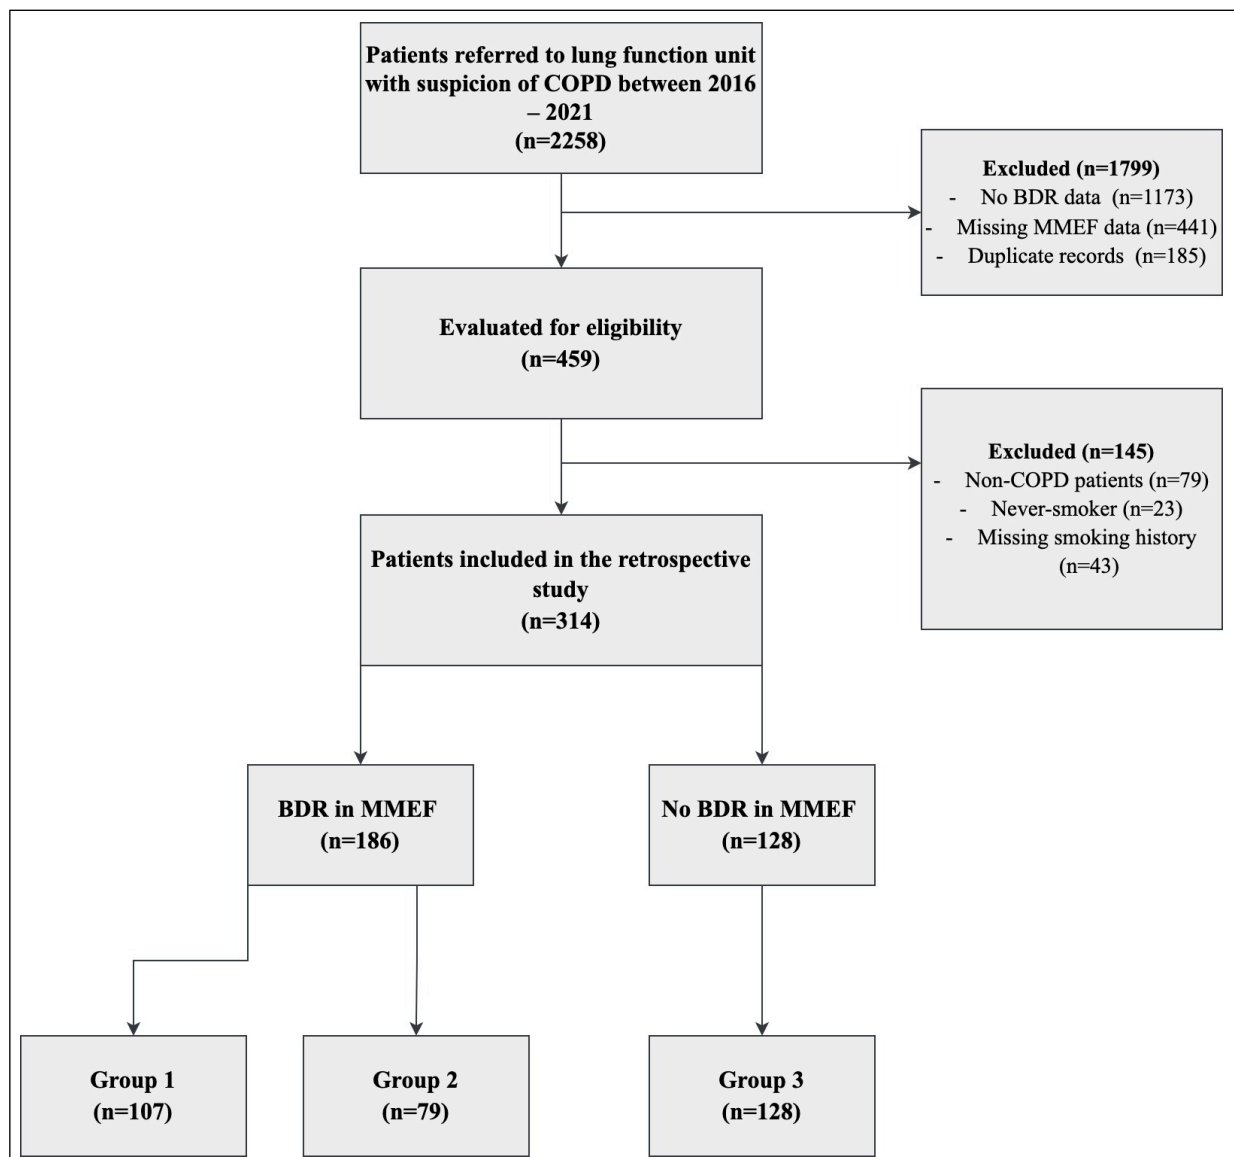 Patients referred to lung function unit
with suspicion of COPD between 2016
– 2021
(n=2258)
Excluded (n=1799)
- No BDR data (n=1173)
- Missing MMEF data (n=441)
- Duplicate records (n=185)
Evaluated for eligibility
(n=459)
Excluded (n=145)
- Non-COPD patients (n=79)
- Never-smoker (n=23)
- Missing smoking history
(n=43)
Patients included in the retrospective
study
(n=314)
BDR in MMEF
(n=186)
No BDR in MMEF
(n=128)
Group 1
(n=107)
Group 2
(n=79)
Group 3
(n=128)